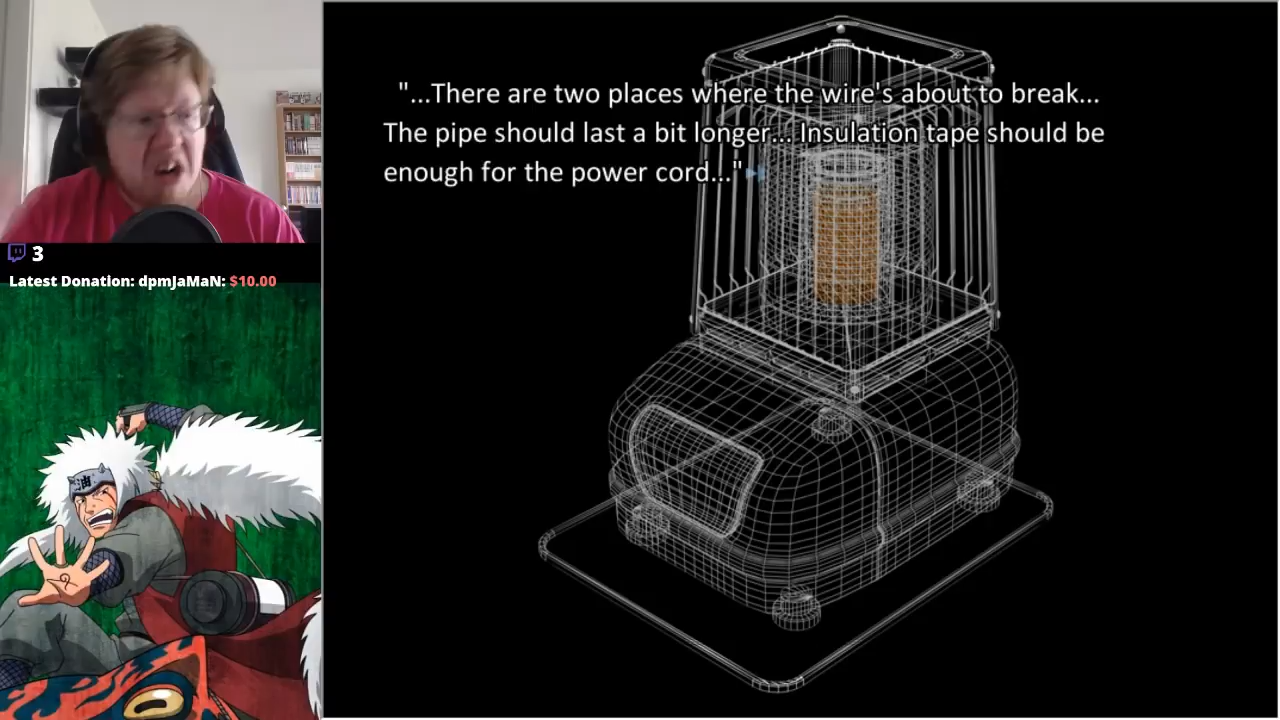 "...There are two places where the wire's about to break...
The pipe should last a bit longer... Insulation tape should be
enough for the power cord..."
3
Latest Donation: dpmJaMaN: $10.00
油